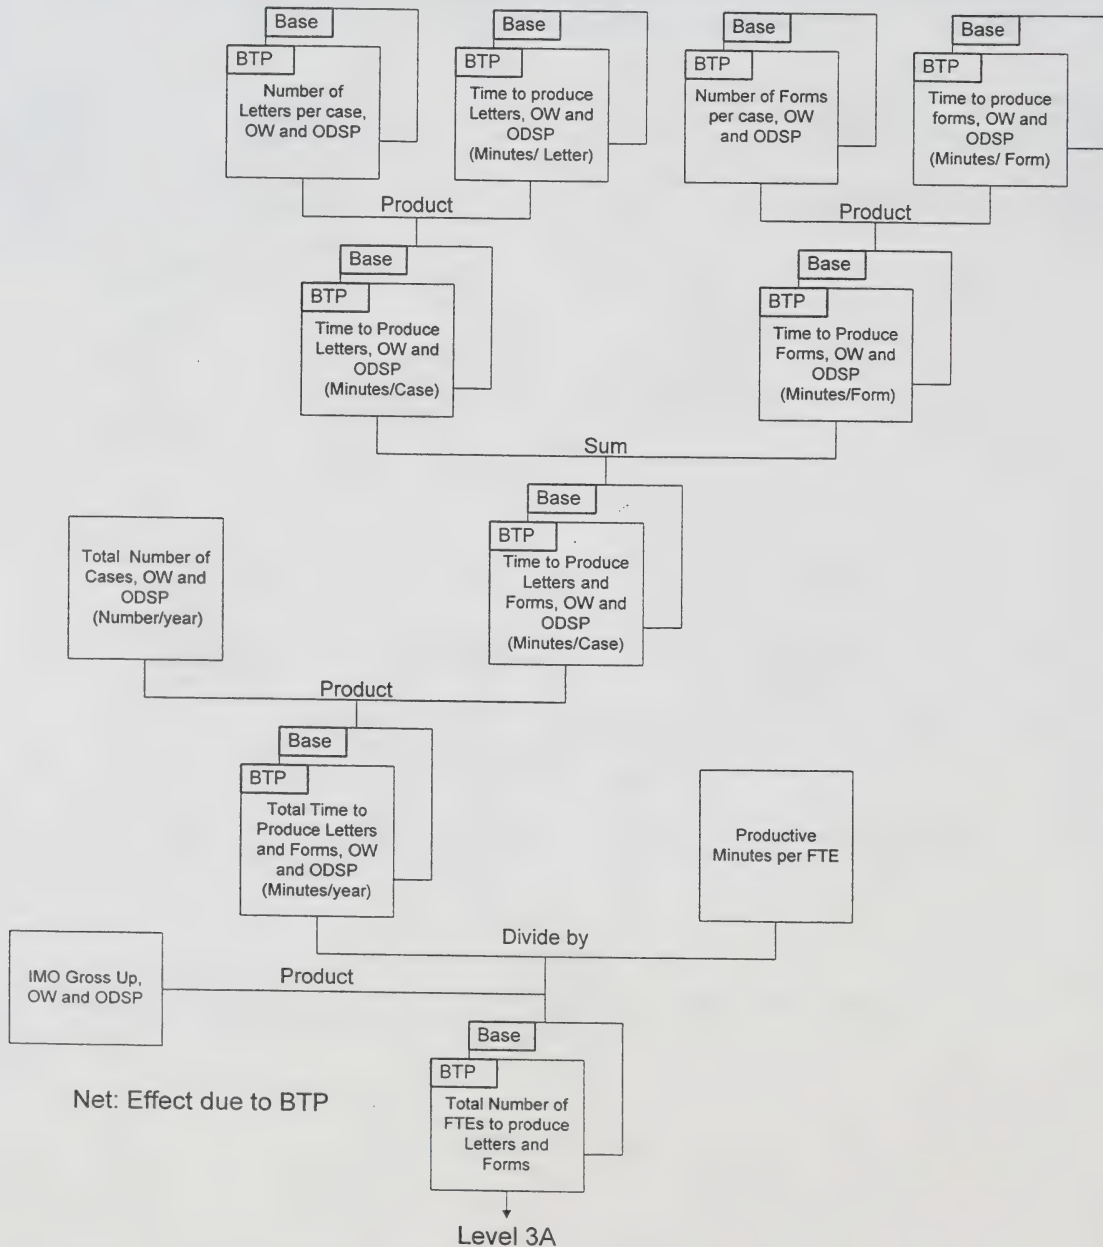 Base
BTP
Number of
Letters per case,
OW and ODSP
Base
BTP
Time to produce
Letters, OW and
ODSP
(Minutes/ Letter)
Base
BTP
Number of Forms
per case, OW
and ODSP
Base
BTP
Time to produce
forms, OW and
ODSP
(Minutes/ Form)
Product
Product
Base
BTP
Time to Produce
Letters, OW and
ODSP
(Minutes/Case)
Base
BTP
Time to Produce
Forms, OW and
ODSP
(Minutes/Form)
Sum
Total Number of
Cases, OW and
ODSP
(Number/year)
Base
BTP
Time to Produce
Letters and
Forms, OW and
ODSP
(Minutes/Case)
Product
Base
BTP
Total Time to
Produce Letters
and Forms, OW
and ODSP
(Minutes/year)
Productive
Minutes per FTE
Divide by
IMO Gross Up,
OW and ODSP
Product
Base
BTP
Total Number of
FTEs to produce
Letters and
Forms
Net: Effect due to BTP
Level 3A